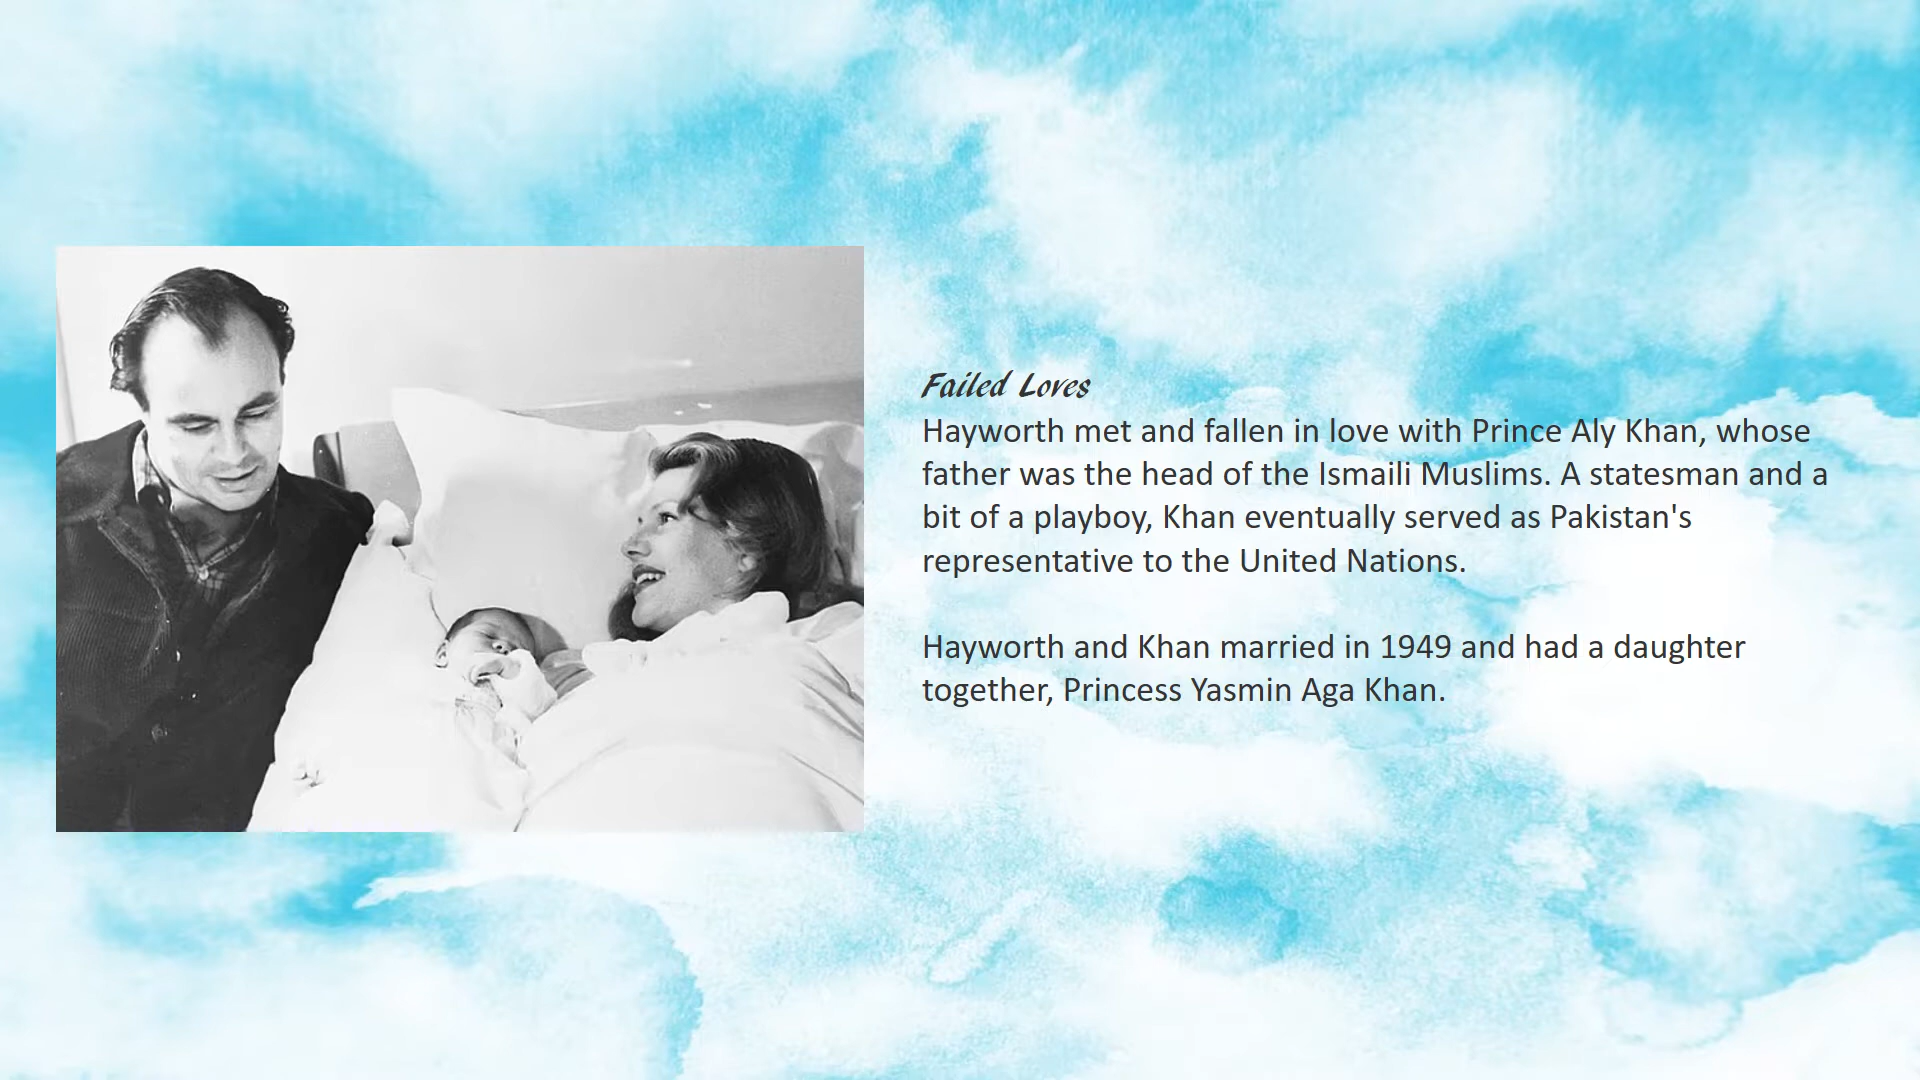 Failed Loves
Hayworth met and fallen in love with Prince Aly Khan, whose
father was the head of the Ismaili Muslims. A statesman and a
bit of a playboy, Khan eventually served as Pakistan's
representative to the United Nations.
Hayworth and Khan married in 1949 and had a daughter
together, Princess Yasmin Aga Khan.